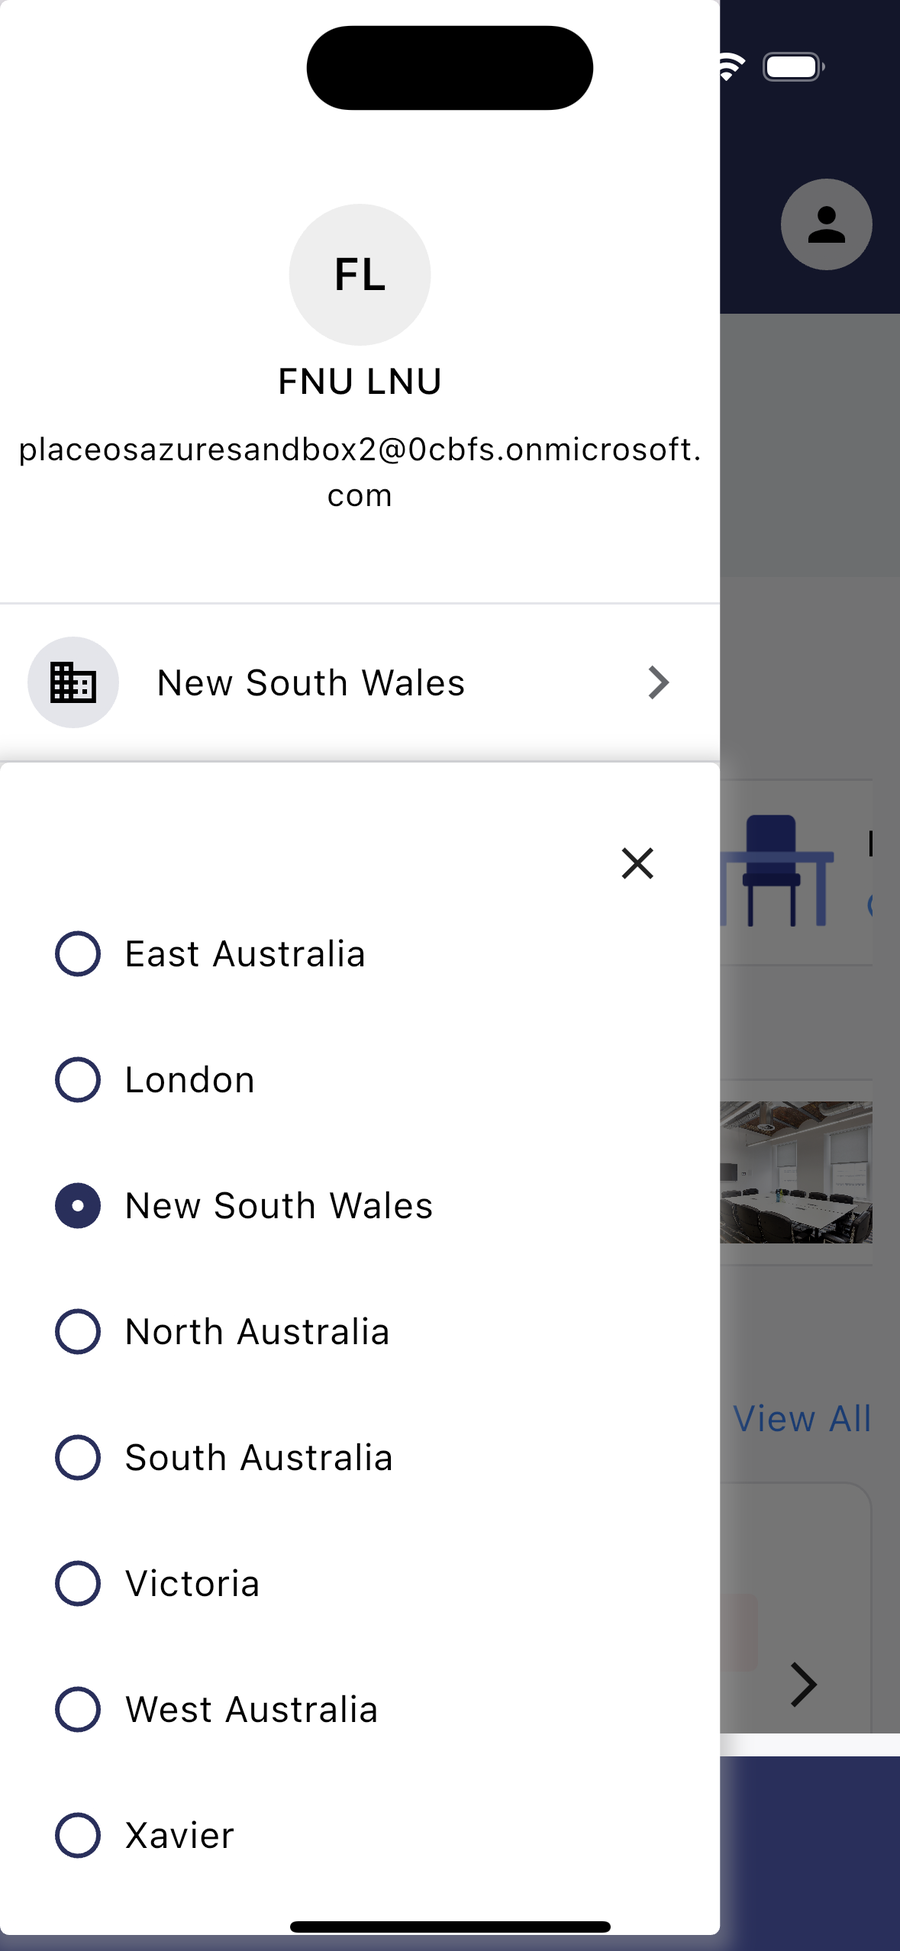 FL
FNU LNU
placeosazuresandbox2@0cbfs.onmicrosoft.
com
New South Wales
East Australia
London
New South Wales
North Australia
South Australia
View All
Victoria
West Australia
Xavier